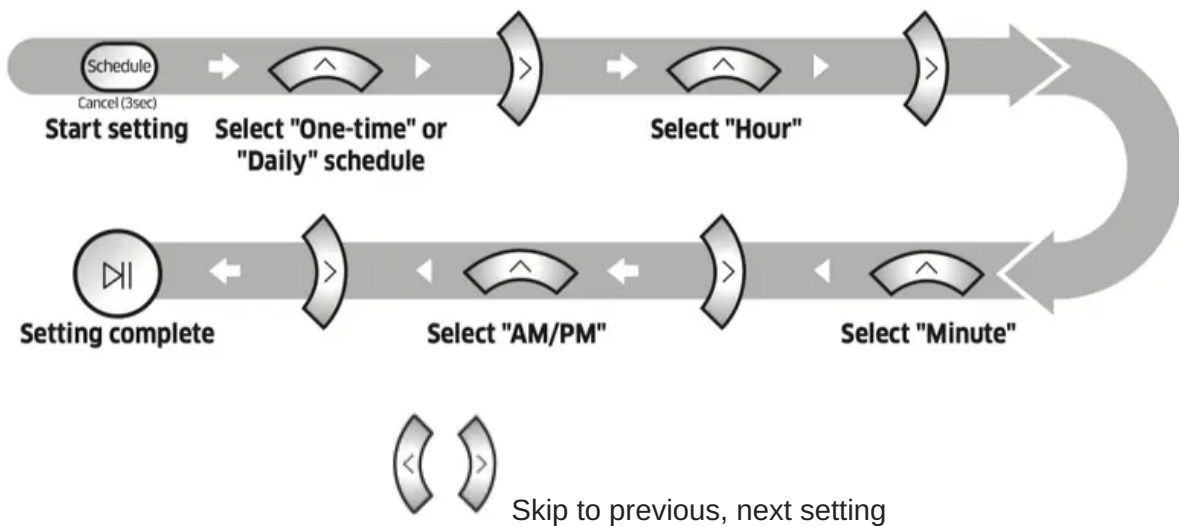 Schedule
Cancel (3sec)
Start setting
Select "One-time" or
"Daily" schedule
Select "Hour"
Setting complete
Select "AM/PM"
Select "Minute"
Skip to previous, next setting